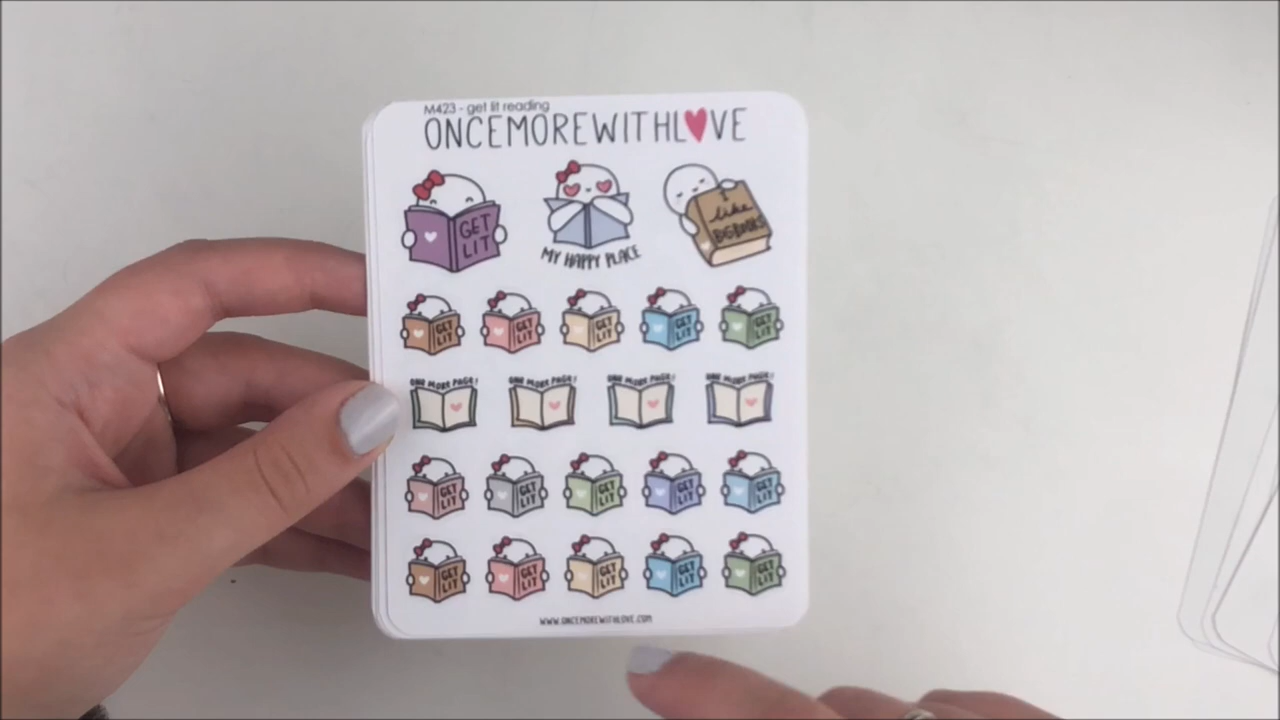 M423 - get lit reading
ONCEMOREWITHLOVE
GET LIT
MY HAPPY PLACE
I like BIG BOOKS
GET LIT
GET LIT
GET LIT
GET LIT
GET LIT
ONE MORE PAGE!
ONE MORE PAGE!
ONE MORE PAGE!
ONE MORE PAGE!
GET LIT
GET LIT
GET LIT
GET LIT
GET LIT
GET LIT
GET LIT
GET LIT
GET LIT
GET LIT
WWW.ONCEMOREWITHLOVE.COM